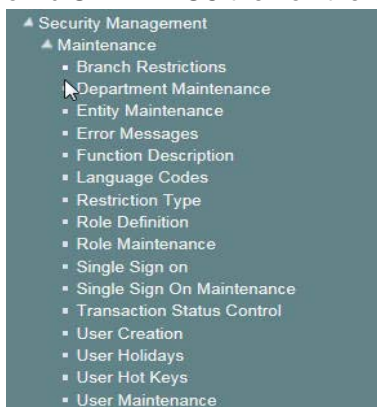 Security Management
Maintenance
Branch Restrictions
Department Maintenance
Entity Maintenance
Error Messages
Function Description
Language Codes
Restriction Type
Role Definition
Role Maintenance
Single Sign on
Single Sign On Maintenance
Transaction Status Control
User Creation
User Holidays
User Hot Keys
User Maintenance